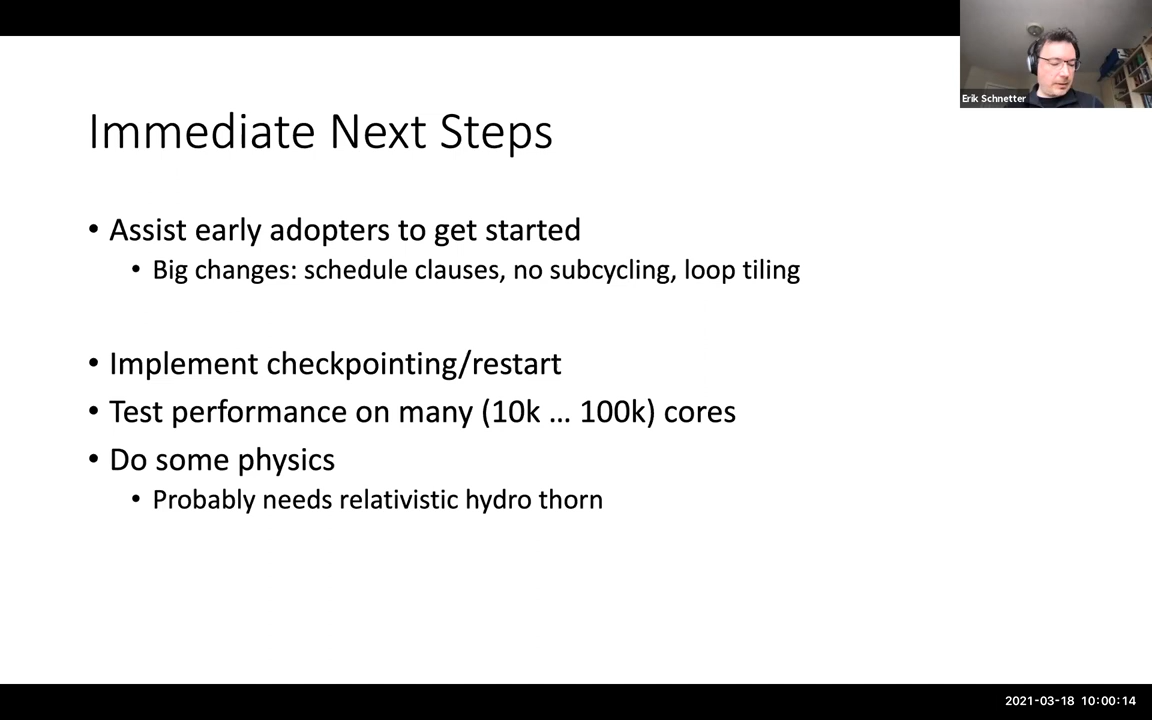 Erik Schnetter
Immediate Next Steps
• Assist early adopters to get started
• Big changes: schedule clauses, no subcycling, loop tiling
• Implement checkpointing/restart
• Test performance on many (10k … 100k) cores
• Do some physics
• Probably needs relativistic hydro thorn
2021-03-18 10:00:14